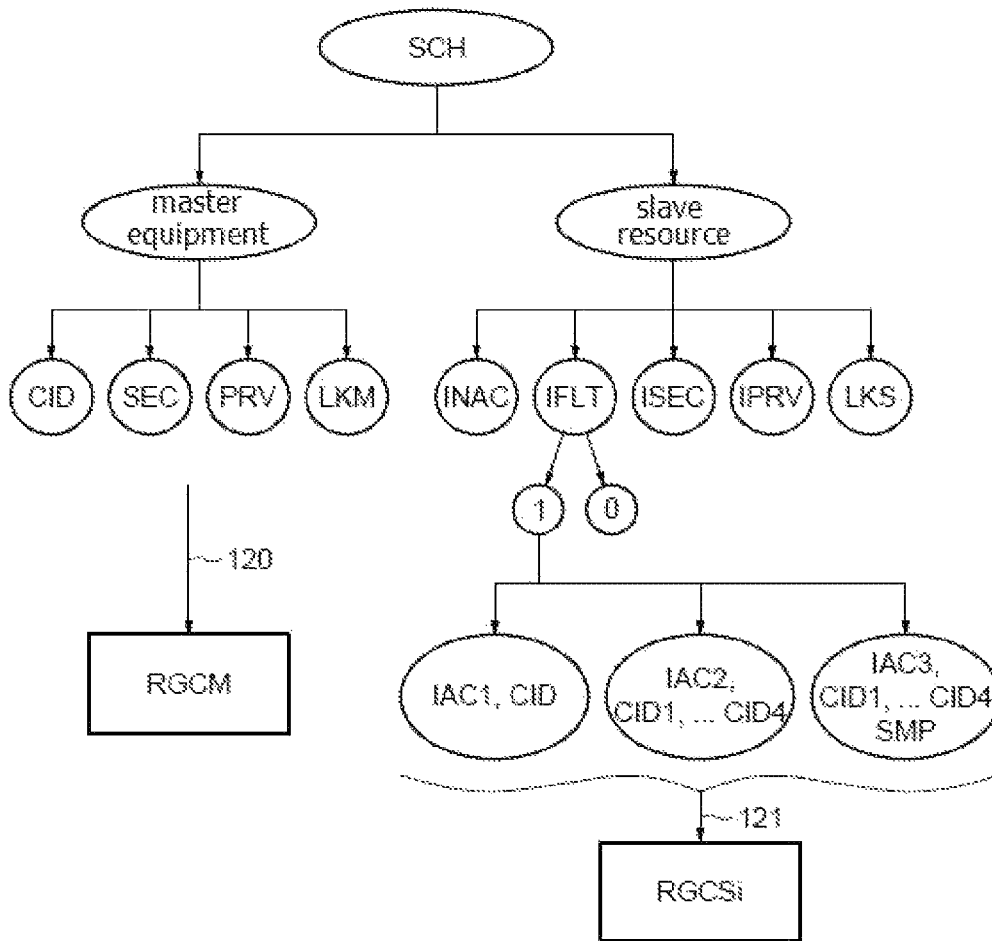 SCH
master
equipment
slave
resource
CID
SEC
PRV
LKM
INAC
IFLT
ISEC
IPRV
LKS
1
0
120
RGCM
IAC1, CID
IAC2,
CID1, ... CID4
IAC3,
CID1, ... CID4
SMP
121
RGCSi